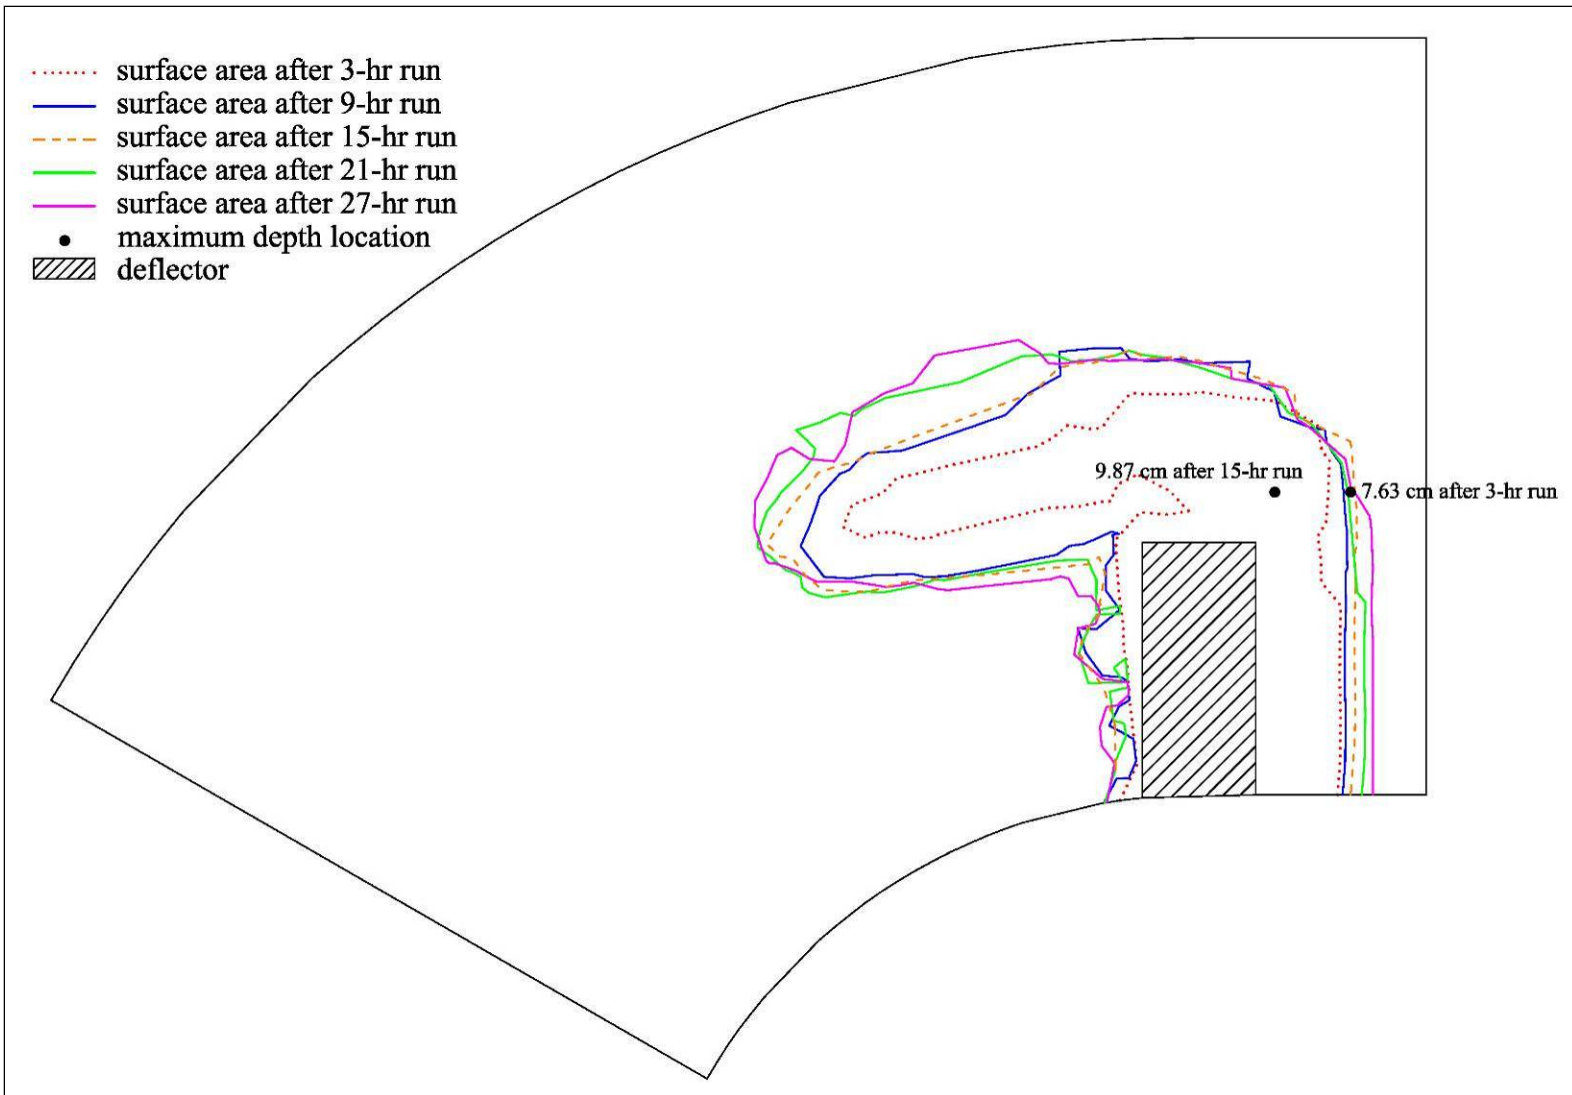 surface area after 3-hr run
surface area after 9-hr run
surface area after 15-hr run
surface area after 21-hr run
surface area after 27-hr run
maximum depth location
deflector
9.87 cm after 15-hr run
7.63 cm after 3-hr run